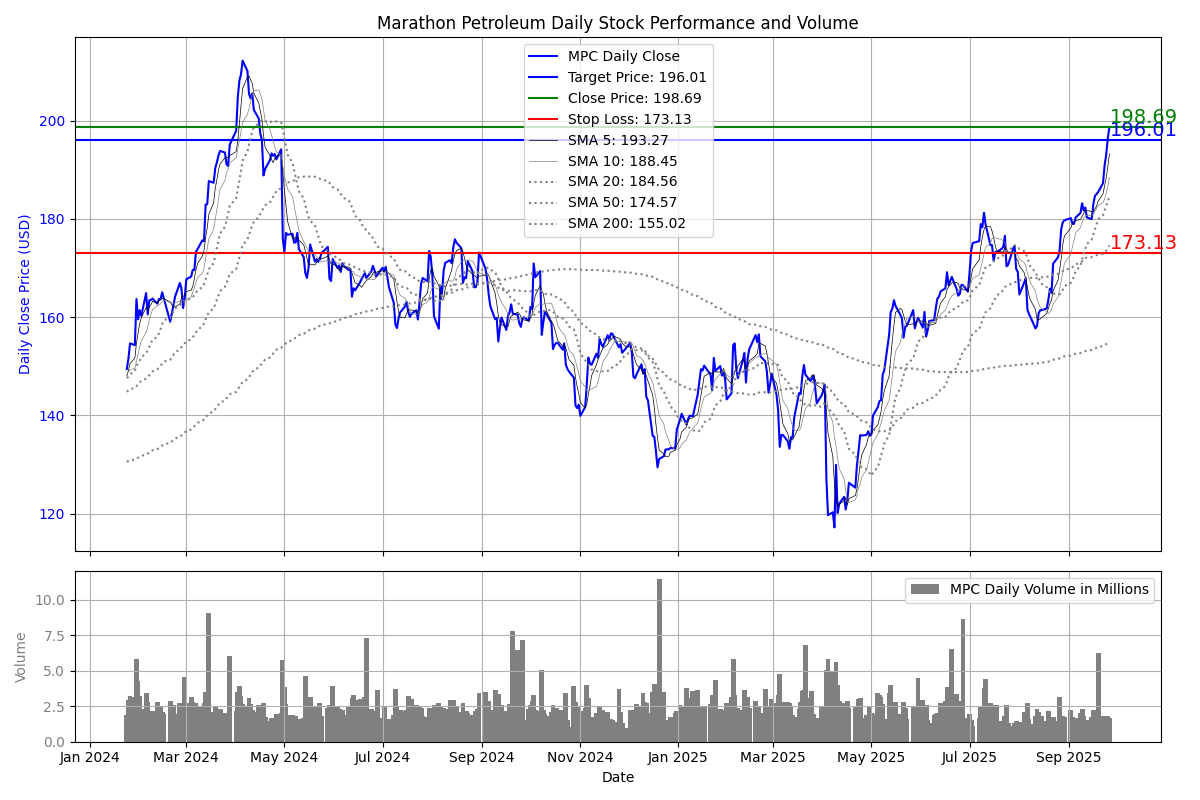 Marathon Petroleum Daily Stock Performance and Volume
Daily Close Price (USD)
200
180
160
140
120
MPC Daily Close
Target Price: 196.01
Close Price: 198.69
Stop Loss: 173.13
SMA 5: 193.27
SMA 10: 188.45
SMA 20: 184.56
SMA 50: 174.57
SMA 200: 155.02
198.69
196.01
173.13
Volume
10.0
7.5
5.0
2.5
0.0
MPC Daily Volume in Millions
Jan 2024 Mar 2024 May 2024 Jul 2024 Sep 2024 Nov 2024 Jan 2025 Mar 2025 May 2025 Jul 2025 Sep 2025
Date